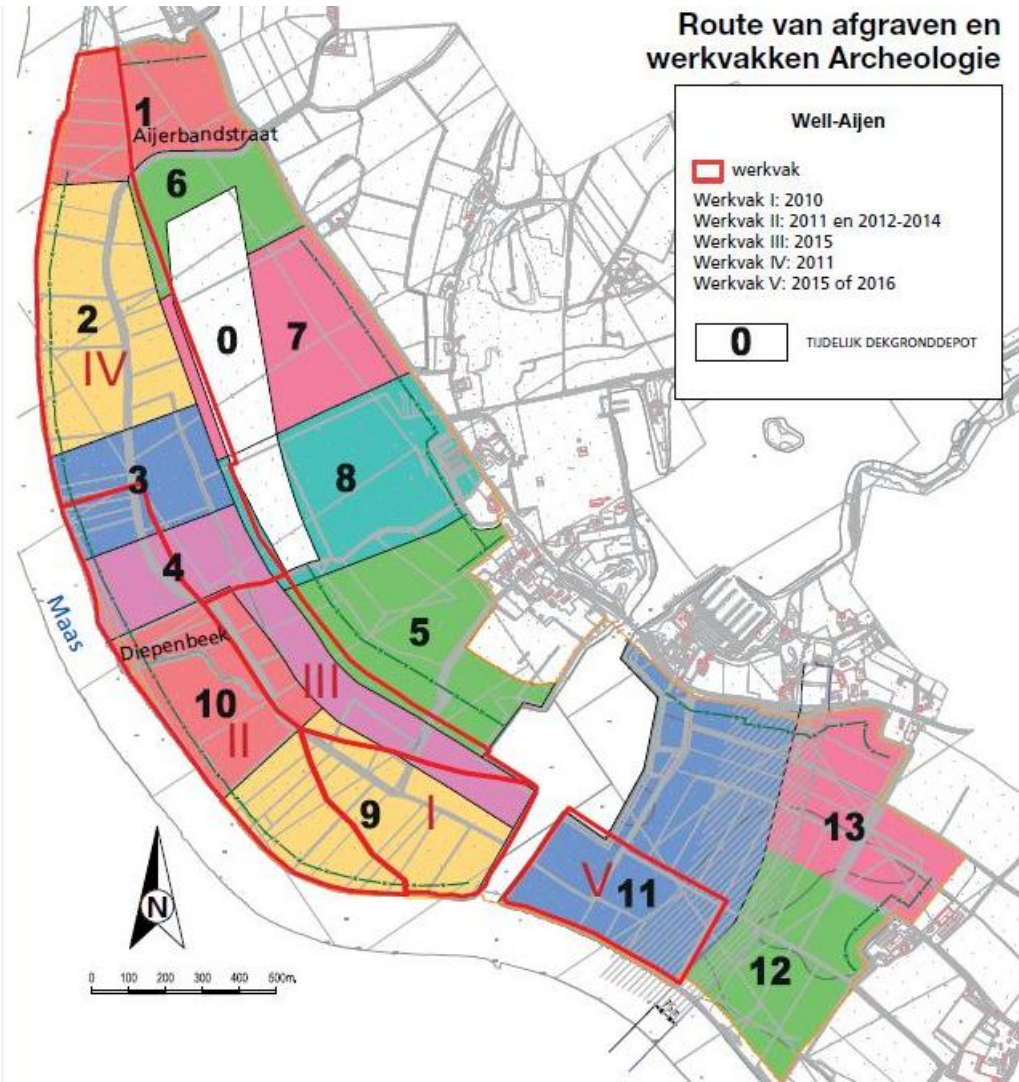 Route van afgraven en
werkvakken Archeologie
Well-Aijen
werkvak
Werkvak I: 2010
Werkvak II: 2011 en 2012-2014
Werkvak III: 2015
Werkvak IV: 2011
Werkvak V: 2015 of 2016
0 TIJDELIJK DEKGRONDDEPOT
1
Aijerbandstraat
6
2
0
7
IV
3
8
4
Maas
5
Diepenbeek
III
10
II
9
I
13
V
11
12
N
0 100 200 300 400 500m.